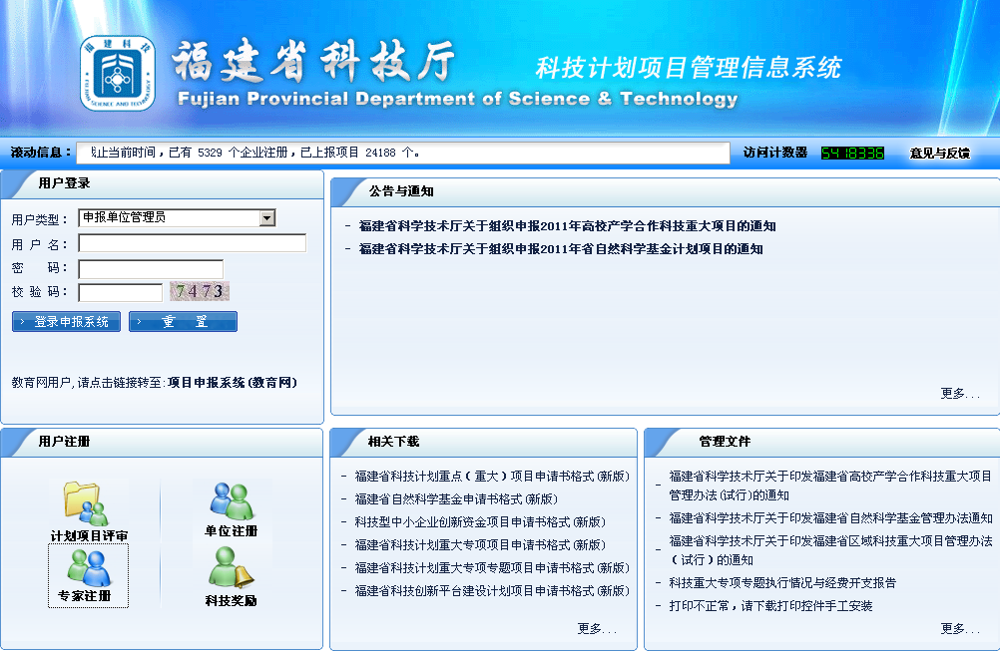 福建科技
福建省科技厅
科技计划项目管理信息系统
Fujian Provincial Department of Science & Technology
滚动信息：
止当前时间，已有 5329 个企业注册，已上报项目 24188 个。
访问计数器
5418336
意见与反馈
用户登录
用户类型：
申报单位管理员
用 户 名：
密 码：
校 验 码：
7473
登录申报系统
重 置
教育网用户,请点击链接转至:项目申报系统(教育网)
公告与通知
- 福建省科学技术厅关于组织申报2011年高校产学合作科技重大项目的通知
- 福建省科学技术厅关于组织申报2011年省自然科学基金计划项目的通知
更多...
用户注册
计划项目评审
单位注册
专家注册
科技奖励
相关下载
- 福建省科技计划重点（重大）项目申请书格式(新版)
- 福建省自然科学基金申请书格式(新版)
- 科技型中小企业创新资金项目申请书格式(新版)
- 福建省科技计划重大专项项目申请书格式(新版)
- 福建省科技计划重大专项专题项目申请书格式(新版)
- 福建省科技创新平台建设计划项目申请书格式(新版)
更多...
管理文件
- 福建省科学技术厅关于印发福建省高校产学合作科技重大项目
管理办法(试行)的通知
- 福建省科学技术厅关于印发福建省自然科学基金管理办法通知
- 福建省科学技术厅关于印发福建省区域科技重大项目管理办法
（试行）的通知
- 科技重大专项专题执行情况与经费开支报告
- 打印不正常，请下载打印控件手工安装
更多...